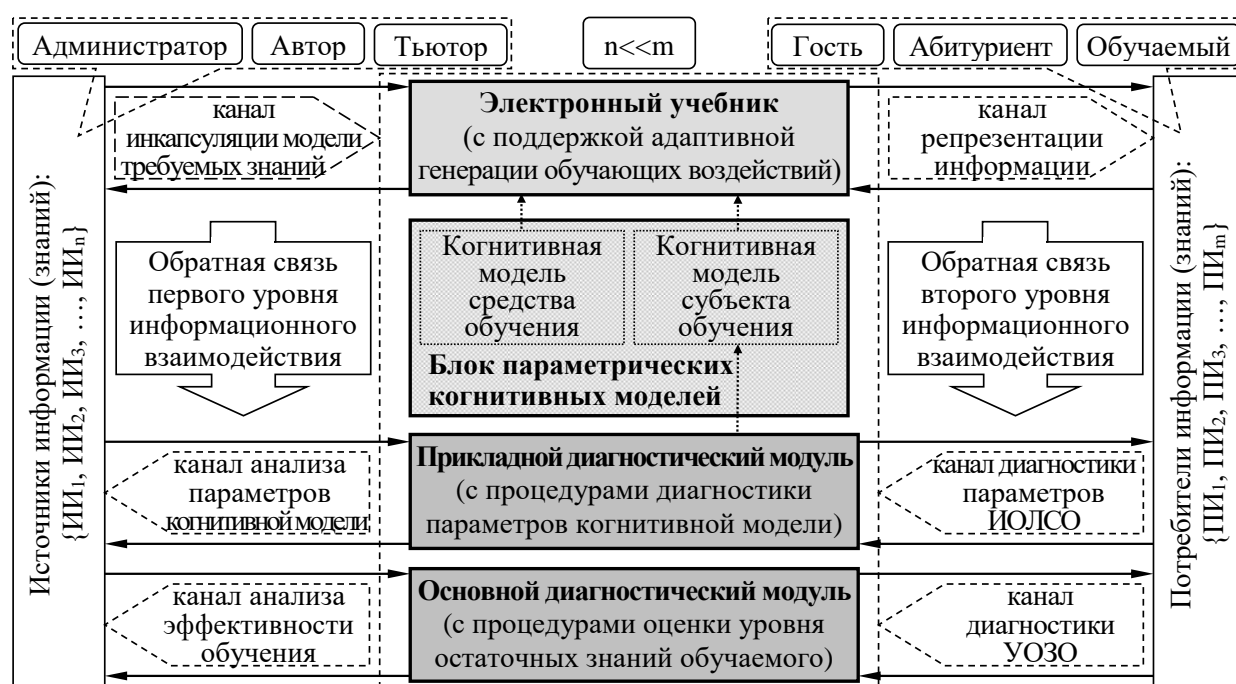 Администратор
Автор
Тьютор
n<<m
Гость
Абитуриент
Обучаемый
Источники информации (знаний):
{ИИ₁, ИИ₂, ИИ₃, …, ИИₙ}
канал
инкапсуляции модели
требуемых знаний
Электронный учебник
(с поддержкой адаптивной
генерации обучающих воздействий)
канал
репрезентации
информации
Потребители информации (знаний):
{ПИ₁, ПИ₂, ПИ₃, …, ПИₘ}
Обратная связь
первого уровня
информационного
взаимодействия
Когнитивная
модель
средства
обучения
Когнитивная
модель
субъекта
обучения
Блок параметрических
когнитивных моделей
Обратная связь
второго уровня
информационного
взаимодействия
канал анализа
параметров
когнитивной модели
Прикладной диагностический модуль
(с процедурами диагностики
параметров когнитивной модели)
канал диагностики
параметров
ИОЛСО
канал анализа
эффективности
обучения
Основной диагностический модуль
(с процедурами оценки уровня
остаточных знаний обучаемого)
канал
диагностики
УОЗО